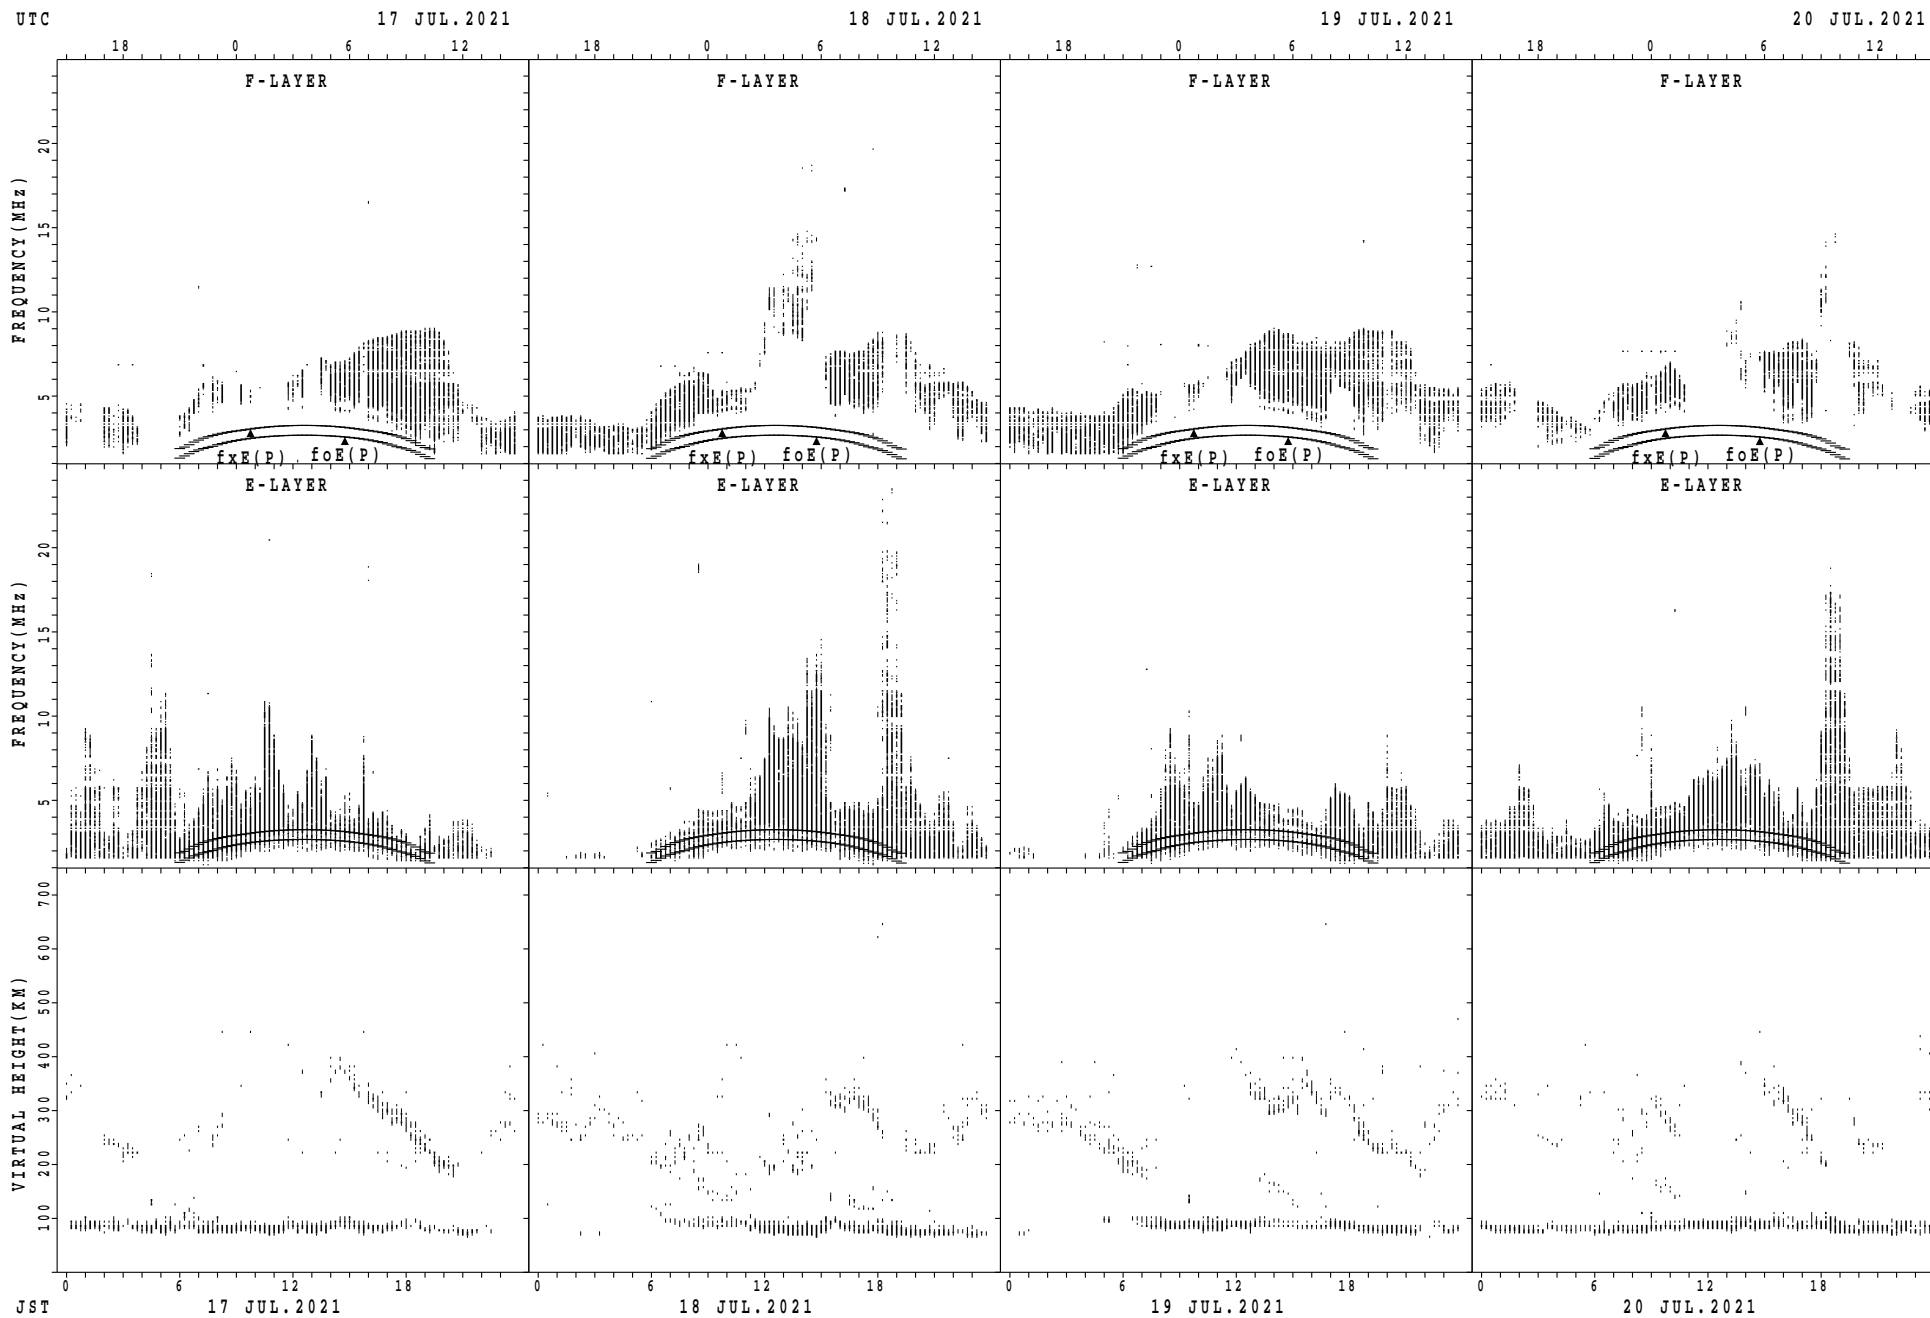 UTC 17 JUL.2021 18 JUL.2021 19 JUL.2021 20 JUL.2021
18 0 6 12 18 0 6 12 18 0 6 12 18 0 6 12
F-LAYER F-LAYER F-LAYER F-LAYER
FREQUENCY(MHz)
20
15
10
5
fxE(P) foE(P) fxE(P) foE(P) fxE(P) foE(P) fxE(P) foE(P)
E-LAYER E-LAYER E-LAYER E-LAYER
FREQUENCY(MHz)
20
15
10
5
VIRTUAL HEIGHT(KM)
700
600
500
400
300
200
100
0 6 12 18 0 6 12 18 0 6 12 18 0 6 12 18
JST 17 JUL.2021 18 JUL.2021 19 JUL.2021 20 JUL.2021